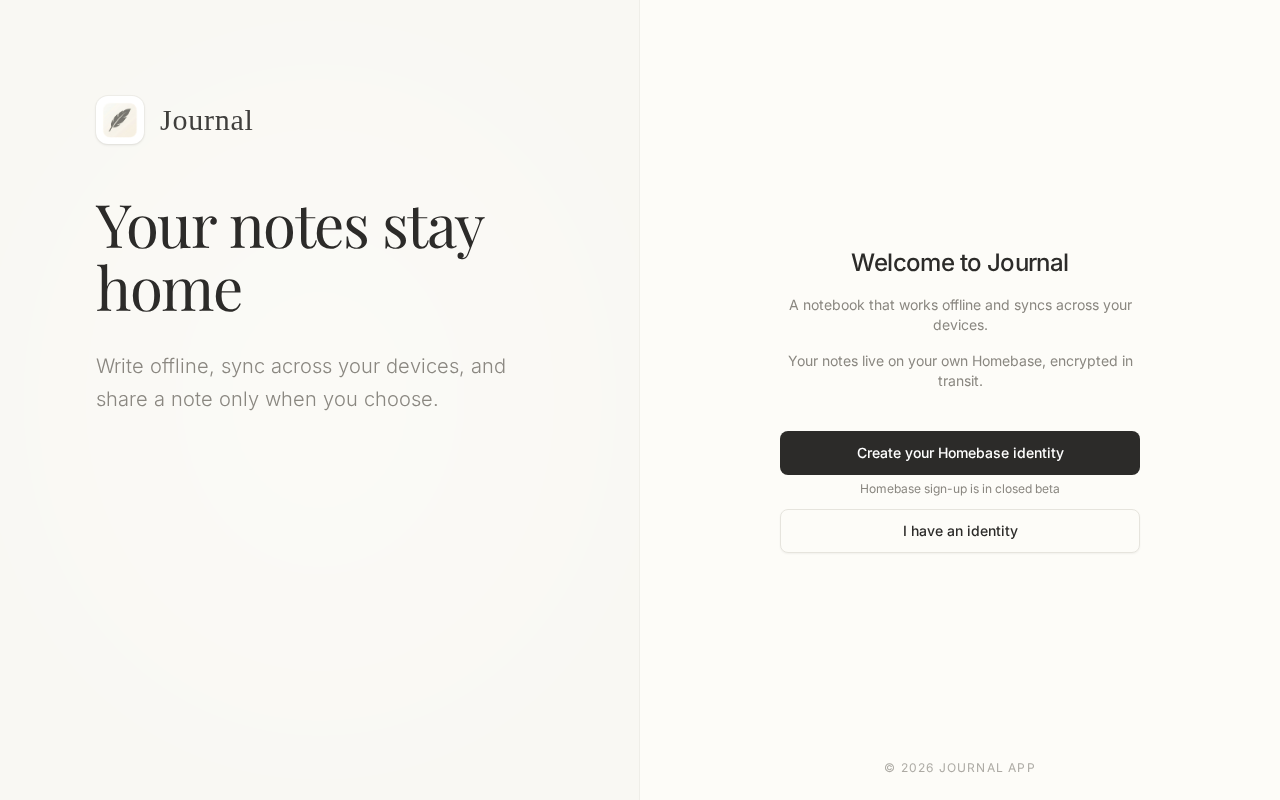 Journal
Your notes stay
home
Write offline, sync across your devices, and
share a note only when you choose.
Welcome to Journal
A notebook that works offline and syncs across your
devices.
Your notes live on your own Homebase, encrypted in
transit.
Create your Homebase identity
Homebase sign-up is in closed beta
I have an identity
© 2026 JOURNAL APP